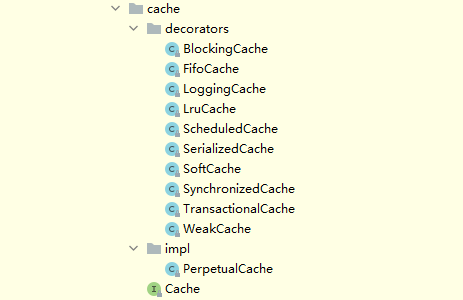 cache
decorators
BlockingCache
FifoCache
LoggingCache
LruCache
ScheduledCache
SerializedCache
SoftCache
SynchronizedCache
TransactionalCache
WeakCache
impl
PerpetualCache
Cache